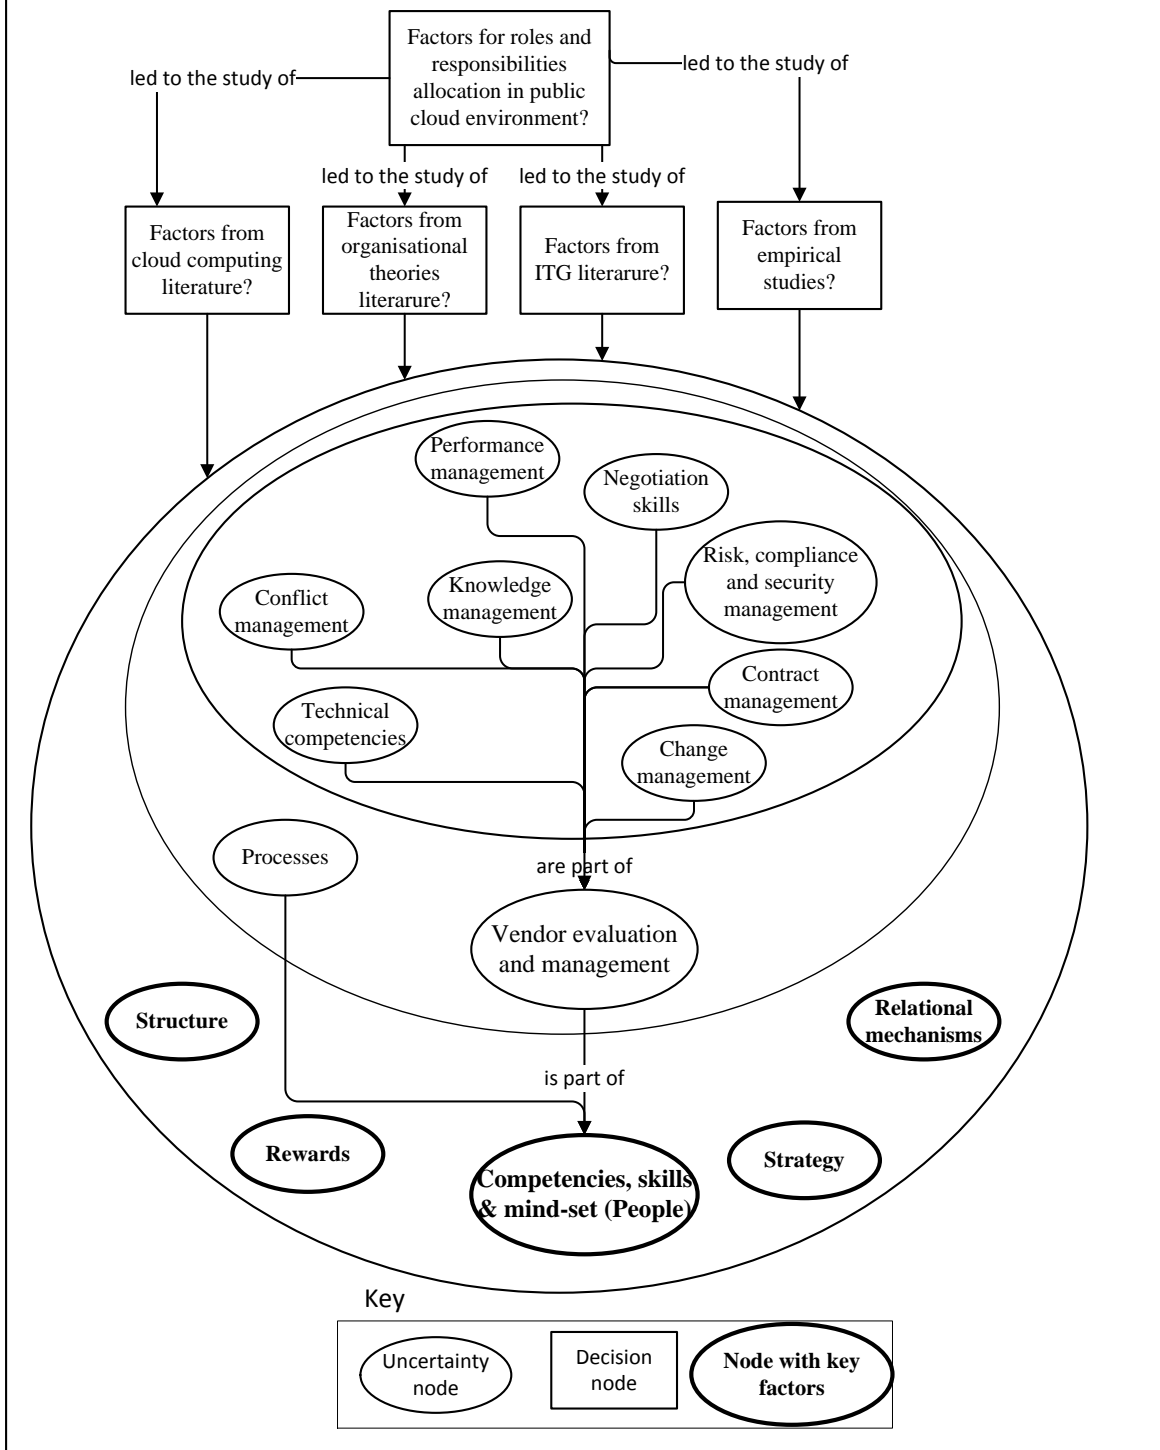 Factors for roles and
responsibilities
allocation in public
cloud environment?
led to the study of
led to the study of
led to the study of
led to the study of
Factors from
cloud computing
literature?
Factors from
organisational
theories
literarure?
Factors from
ITG literarure?
Factors from
empirical
studies?
Performance
management
Negotiation
skills
Risk, compliance
and security
management
Conflict
management
Knowledge
management
Contract
management
Technical
competencies
Change
management
Processes
are part of
Vendor evaluation
and management
Structure
Relational
mechanisms
is part of
Rewards
Strategy
Competencies, skills
& mind-set (People)
Key
Uncertainty
node
Decision
node
Node with key
factors